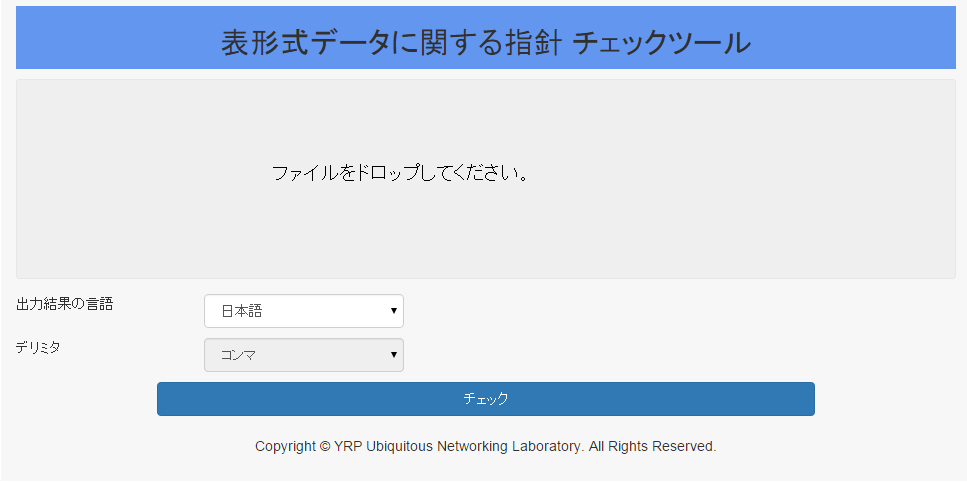 表形式データに関する指針 チェックツール
ファイルをドロップしてください。
出力結果の言語
日本語
デリミタ
コンマ
チェック
Copyright © YRP Ubiquitous Networking Laboratory. All Rights Reserved.